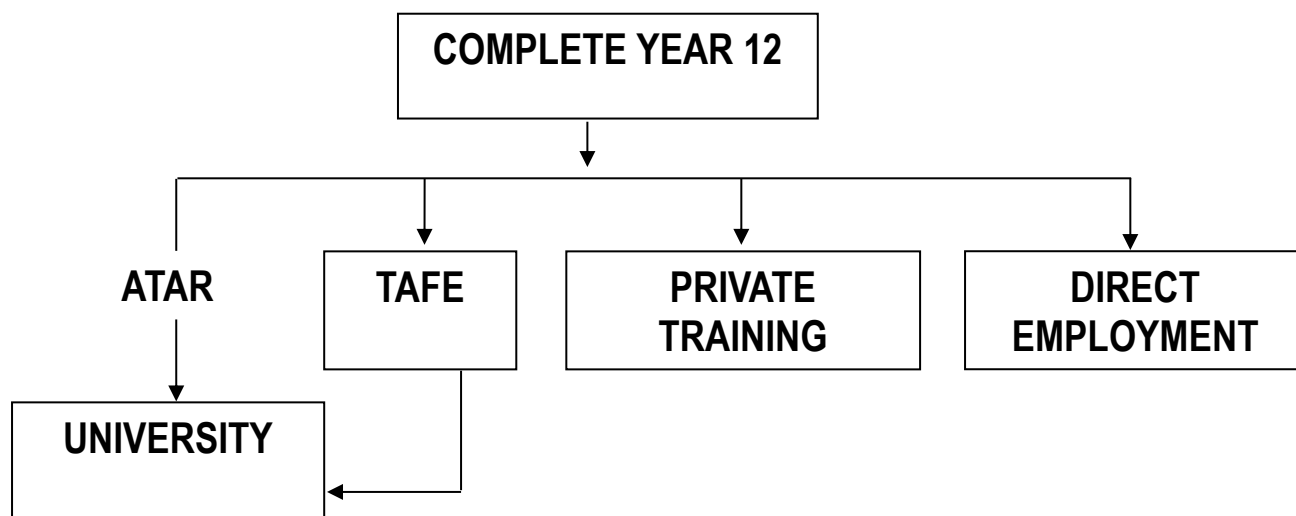 COMPLETE YEAR 12
ATAR
TAFE
PRIVATE
TRAINING
DIRECT
EMPLOYMENT
UNIVERSITY